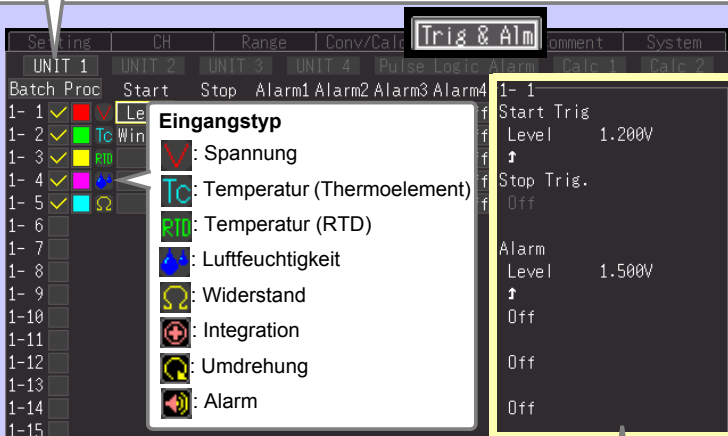 Setting CH Range Conv/Calc Trig & Alm omment System
UNIT 1 UNIT 2 UNIT 3 UNIT 4 Pulse Logic Alarm Calc 1 Calc 2
Batch Proc Start Stop Alarm1 Alarm2 Alarm3 Alarm4
1- 1 V Le f
1- 2 Tc Win f
1- 3 RTD f
1- 4 f
1- 5 Ω f
1- 6
1- 7
1- 8
1- 9
1-10
1-11
1-12
1-13
1-14
1-15
Eingangstyp
V : Spannung
Tc : Temperatur (Thermoelement)
RTD : Temperatur (RTD)
: Luftfeuchtigkeit
Ω : Widerstand
: Integration
: Umdrehung
: Alarm
1- 1
Start Trig
Level 1.200V
↑
Stop Trig.
Off
Alarm
Level 1.500V
↑
Off
Off
Off